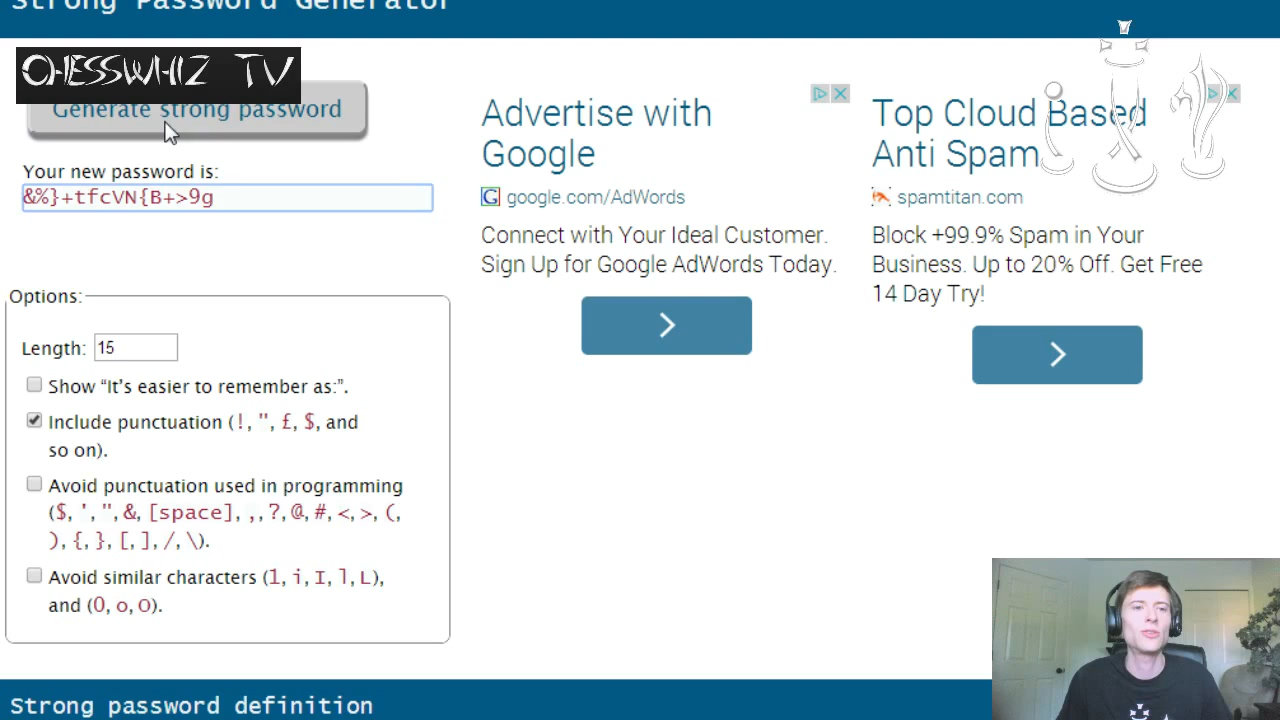 Strong Password Generator
CHESSWHIZ TV
Generate strong password
Your new password is:
&%}+tfcVN{B+>9g
Options:
Length: 15
Show “It’s easier to remember as:”.
Include punctuation (!, ", £, $, and
so on).
Avoid punctuation used in programming
($, ', ", &, [space], ,, ?, @, #, <, >, (,
), {, }, [, ], /, \).
Avoid similar characters (1, i, I, l, L),
and (0, o, O).
Advertise with
Google
google.com/AdWords
Connect with Your Ideal Customer.
Sign Up for Google AdWords Today.
Top Cloud Based
Anti Spam
spamtitan.com
Block +99.9% Spam in Your
Business. Up to 20% Off. Get Free
14 Day Try!
Strong password definition